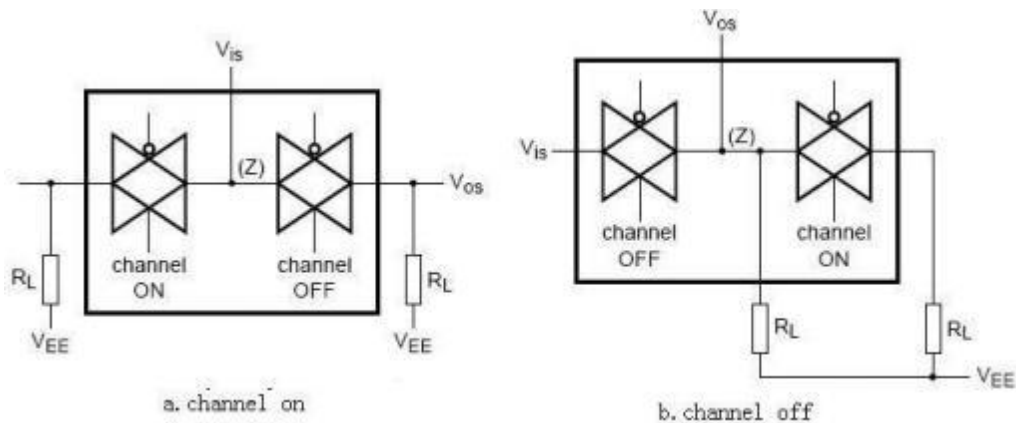 Vis
(Z)
channel
ON
channel
OFF
Vos
RL
RL
VEE
VEE
a. channel on
Vos
Vis
(Z)
channel
OFF
channel
ON
RL
RL
VEE
b. channel off